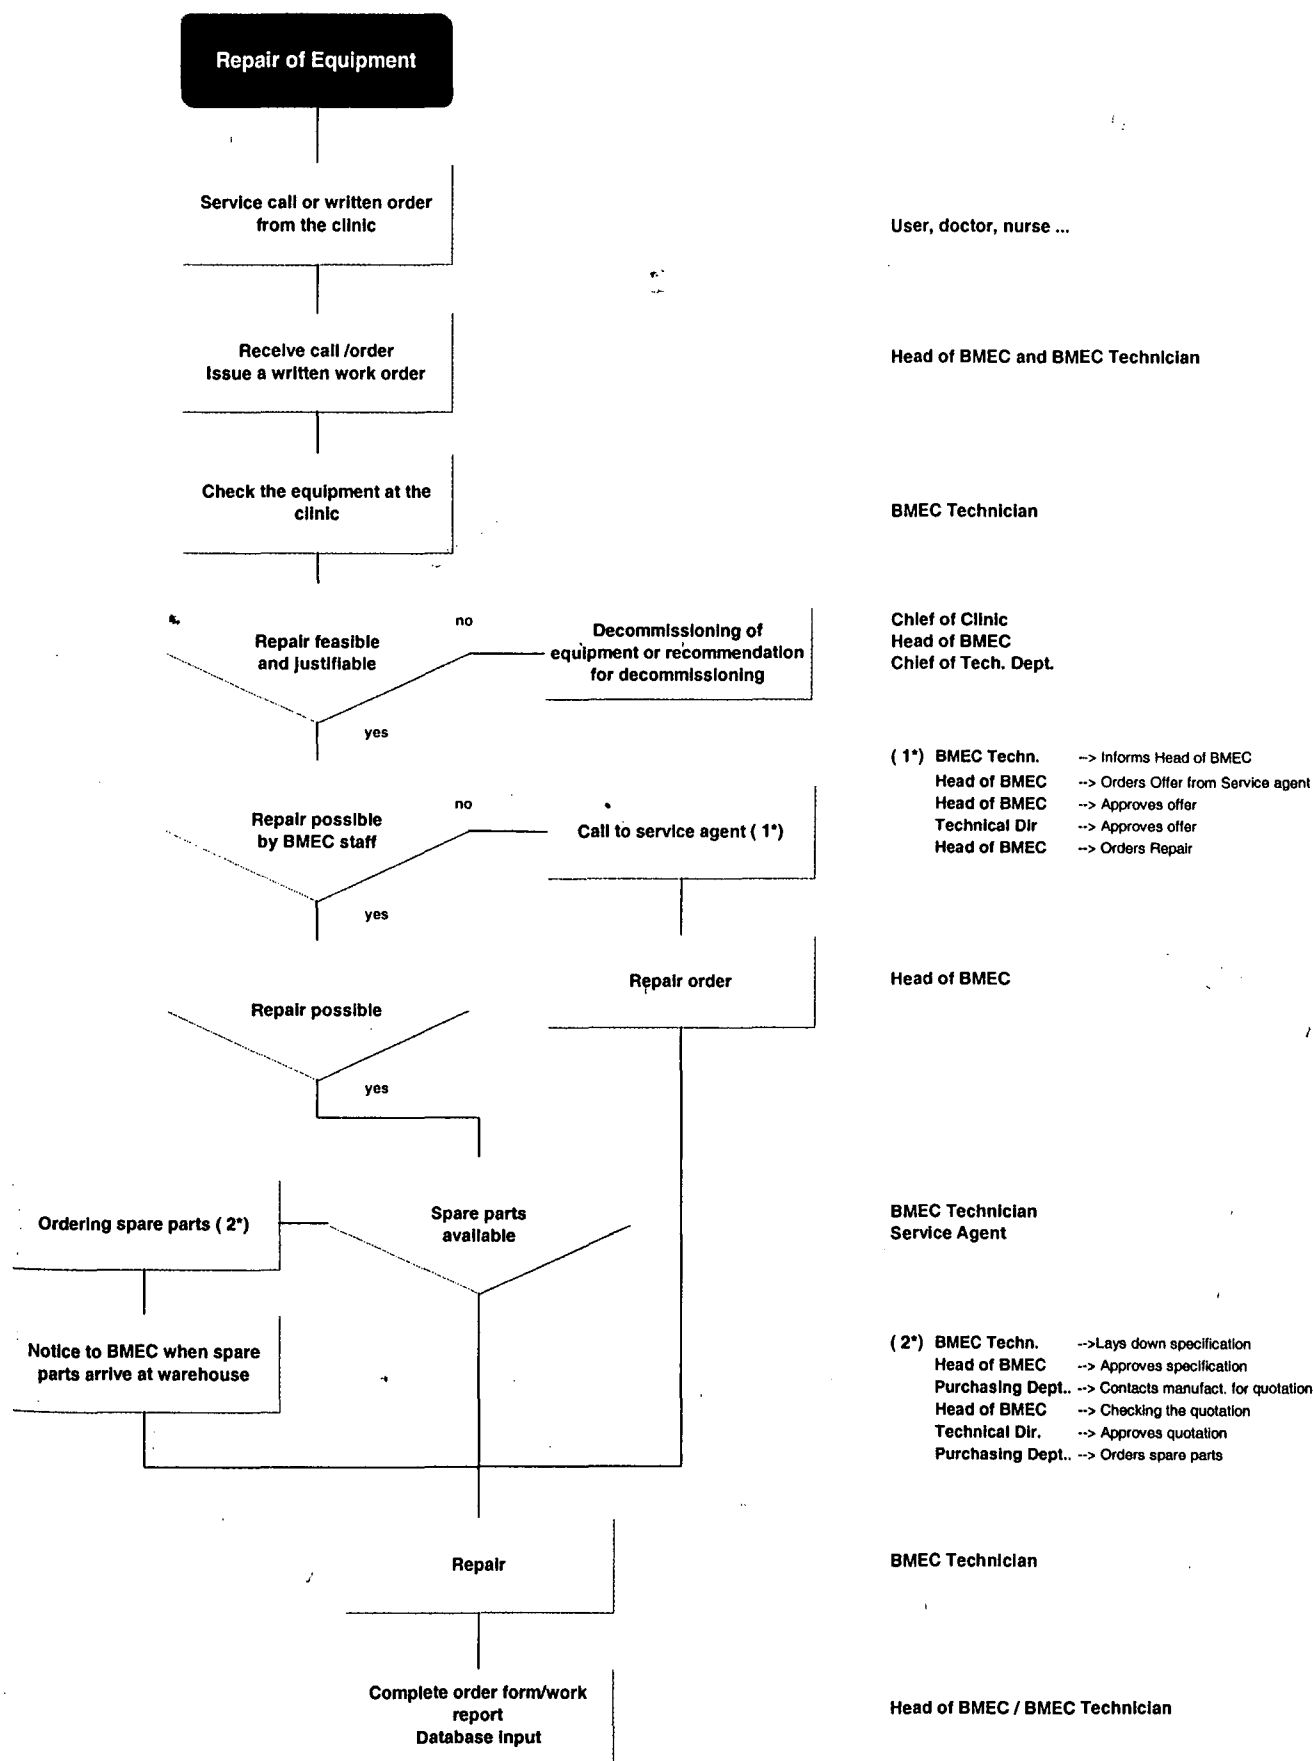 Repair of Equipment
Service call or written order
from the clinic
User, doctor, nurse ...
Receive call /order
Issue a written work order
Head of BMEC and BMEC Technician
Check the equipment at the
clinic
BMEC Technician
Repair feasible
and justifiable
no
yes
Decommissioning of
equipment or recommendation
for decommissioning
Chief of Clinic
Head of BMEC
Chief of Tech. Dept.
Repair possible
by BMEC staff
no
yes
Call to service agent ( 1*)
( 1*) BMEC Techn. --> Informs Head of BMEC
Head of BMEC --> Orders Offer from Service agent
Head of BMEC --> Approves offer
Technical Dir --> Approves offer
Head of BMEC --> Orders Repair
Repair order
Head of BMEC
Repair possible
yes
Ordering spare parts ( 2*)
Spare parts
available
BMEC Technician
Service Agent
Notice to BMEC when spare
parts arrive at warehouse
( 2*) BMEC Techn. -->Lays down specification
Head of BMEC --> Approves specification
Purchasing Dept.. --> Contacts manufact. for quotation
Head of BMEC --> Checking the quotation
Technical Dir. --> Approves quotation
Purchasing Dept.. --> Orders spare parts
Repair
BMEC Technician
Complete order form/work
report
Database input
Head of BMEC / BMEC Technician